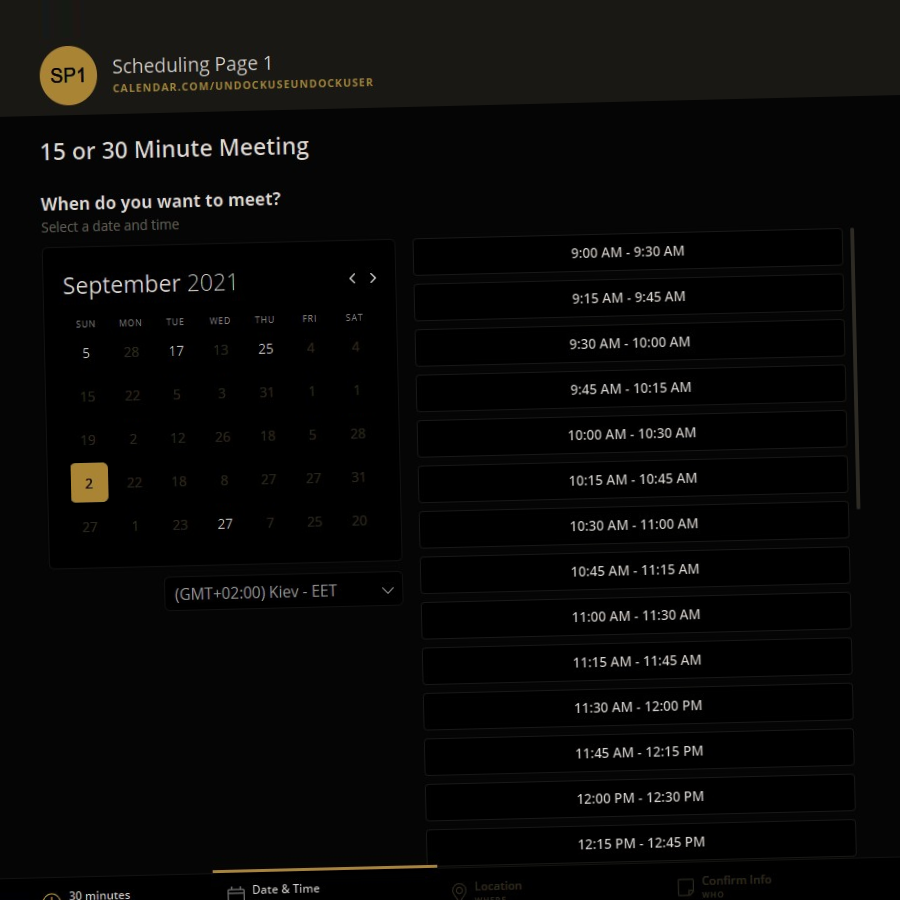 SP1
Scheduling Page 1
CALENDAR.COM/UNDOCKUSEUNDOCKUSER
15 or 30 Minute Meeting
When do you want to meet?
Select a date and time
September 2021
SUN MON TUE WED THU FRI SAT
5 28 17 13 25 4 4
15 22 5 3 31 1 1
19 2 12 26 18 5 28
2 22 18 8 27 27 31
27 1 23 27 7 25 20
(GMT+02:00) Kiev - EET
9:00 AM - 9:30 AM
9:15 AM - 9:45 AM
9:30 AM - 10:00 AM
9:45 AM - 10:15 AM
10:00 AM - 10:30 AM
10:15 AM - 10:45 AM
10:30 AM - 11:00 AM
10:45 AM - 11:15 AM
11:00 AM - 11:30 AM
11:15 AM - 11:45 AM
11:30 AM - 12:00 PM
11:45 AM - 12:15 PM
12:00 PM - 12:30 PM
12:15 PM - 12:45 PM
30 minutes
Date & Time
Location
Confirm Info
WHO